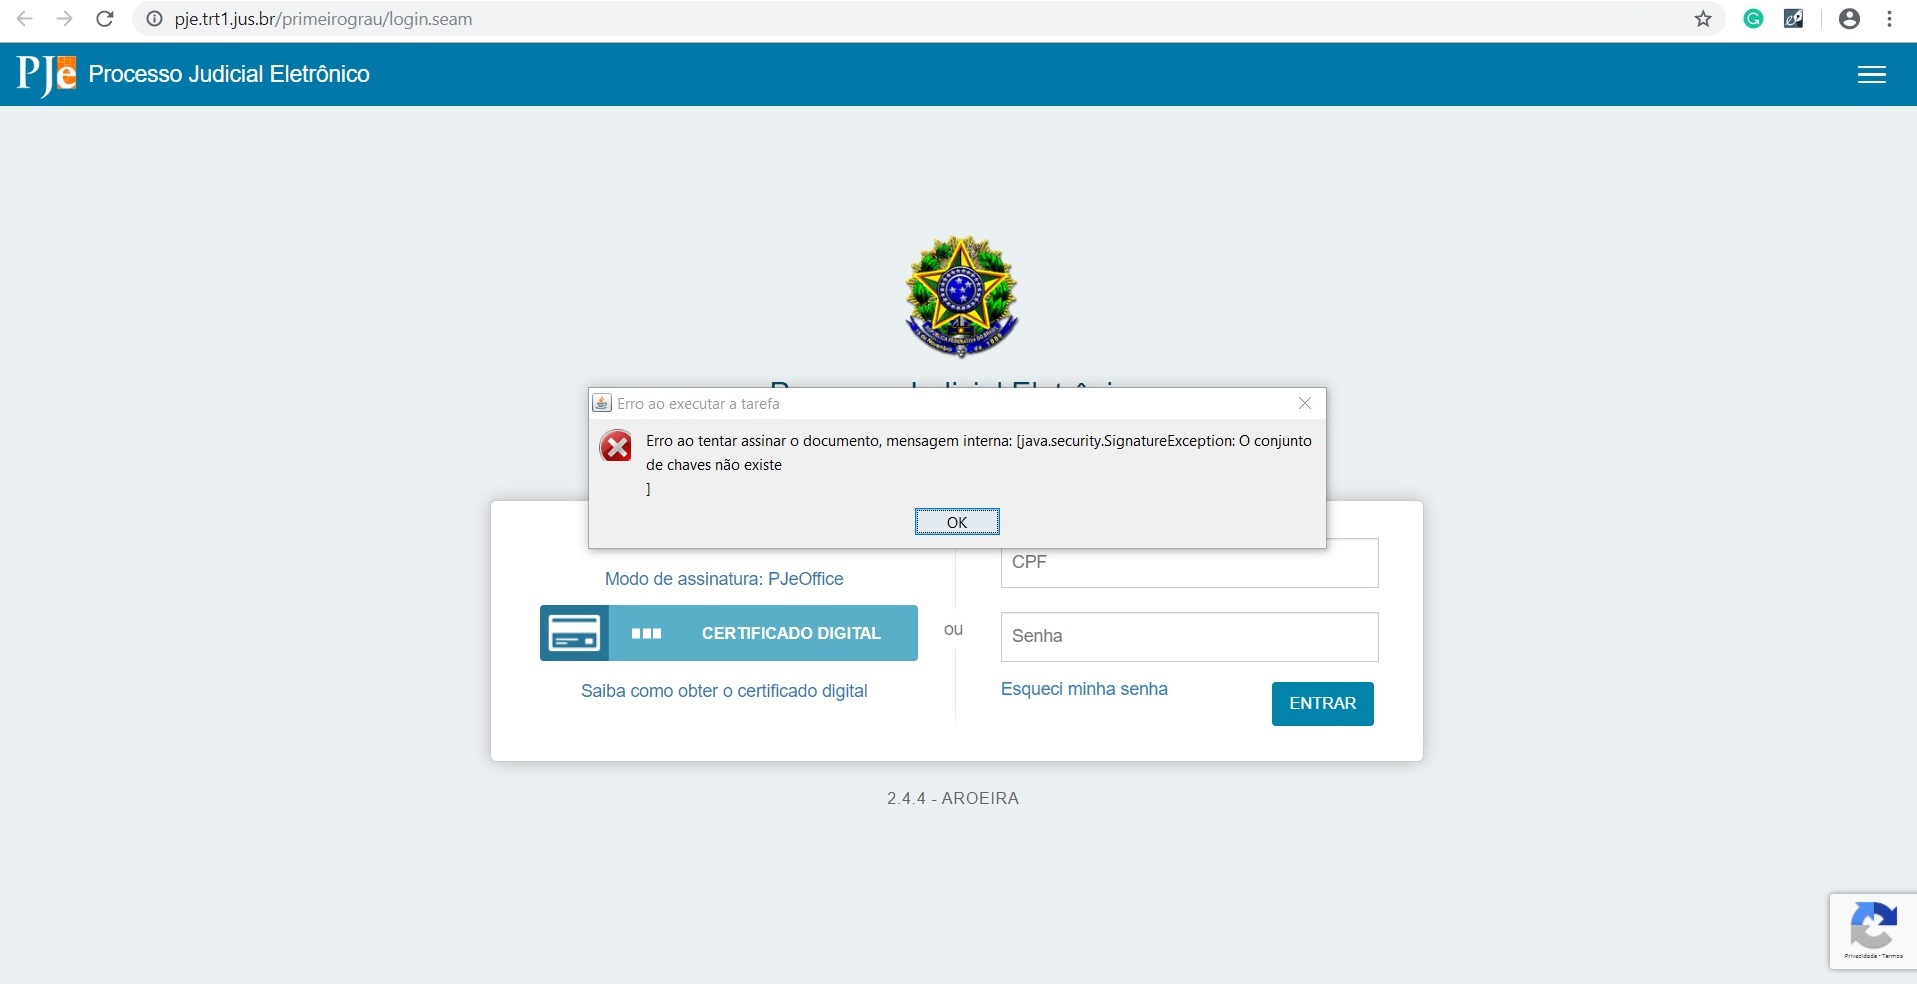 pje.trt1.jus.br/primeirograu/login.seam
PJe Processo Judicial Eletrônico
Erro ao executar a tarefa
Erro ao tentar assinar o documento, mensagem interna: [java.security.SignatureException: O conjunto
de chaves não existe
]
OK
CPF
Modo de assinatura: PJeOffice
CERTIFICADO DIGITAL
ou
Senha
Saiba como obter o certificado digital
Esqueci minha senha
ENTRAR
2.4.4 - AROEIRA
Privacidade • Termos